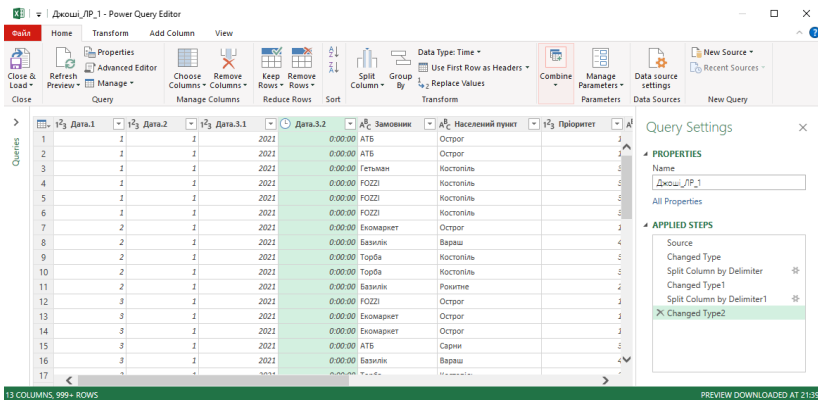 Джоші_ЛР_1 - Power Query Editor
Файл Home Transform Add Column View
Close & Load
Refresh Preview
Properties
Advanced Editor
Manage
Choose Columns
Remove Columns
Keep Rows
Remove Rows
Split Column
Group By
Data Type: Time
Use First Row as Headers
Replace Values
Combine
Manage Parameters
Data source settings
New Source
Recent Sources
Close Query Manage Columns Reduce Rows Sort Transform Parameters Data Sources New Query
Queries
Дата.1 Дата.2 Дата.3.1 Дата.3.2 Замовник Населений пункт Пріоритет
1 1 1 2021 0:00:00 АТБ Острог
2 1 1 2021 0:00:00 АТБ Острог
3 1 1 2021 0:00:00 Гетьман Костопіль
4 1 1 2021 0:00:00 FOZZI Костопіль
5 1 1 2021 0:00:00 FOZZI Костопіль
6 1 1 2021 0:00:00 FOZZI Костопіль
7 2 1 2021 0:00:00 Екомаркет Острог
8 2 1 2021 0:00:00 Базилік Вараш
9 2 1 2021 0:00:00 Торба Костопіль
10 2 1 2021 0:00:00 Торба Костопіль
11 2 1 2021 0:00:00 Базилік Рокитне
12 3 1 2021 0:00:00 FOZZI Острог
13 3 1 2021 0:00:00 Екомаркет Острог
14 3 1 2021 0:00:00 Екомаркет Острог
15 3 1 2021 0:00:00 АТБ Сарни
16 3 1 2021 0:00:00 Базилік Вараш
17
Query Settings
PROPERTIES
Name
Джоші_ЛР_1
All Properties
APPLIED STEPS
Source
Changed Type
Split Column by Delimiter
Changed Type1
Split Column by Delimiter1
Changed Type2
13 COLUMNS, 999+ ROWS
PREVIEW DOWNLOADED AT 21:39